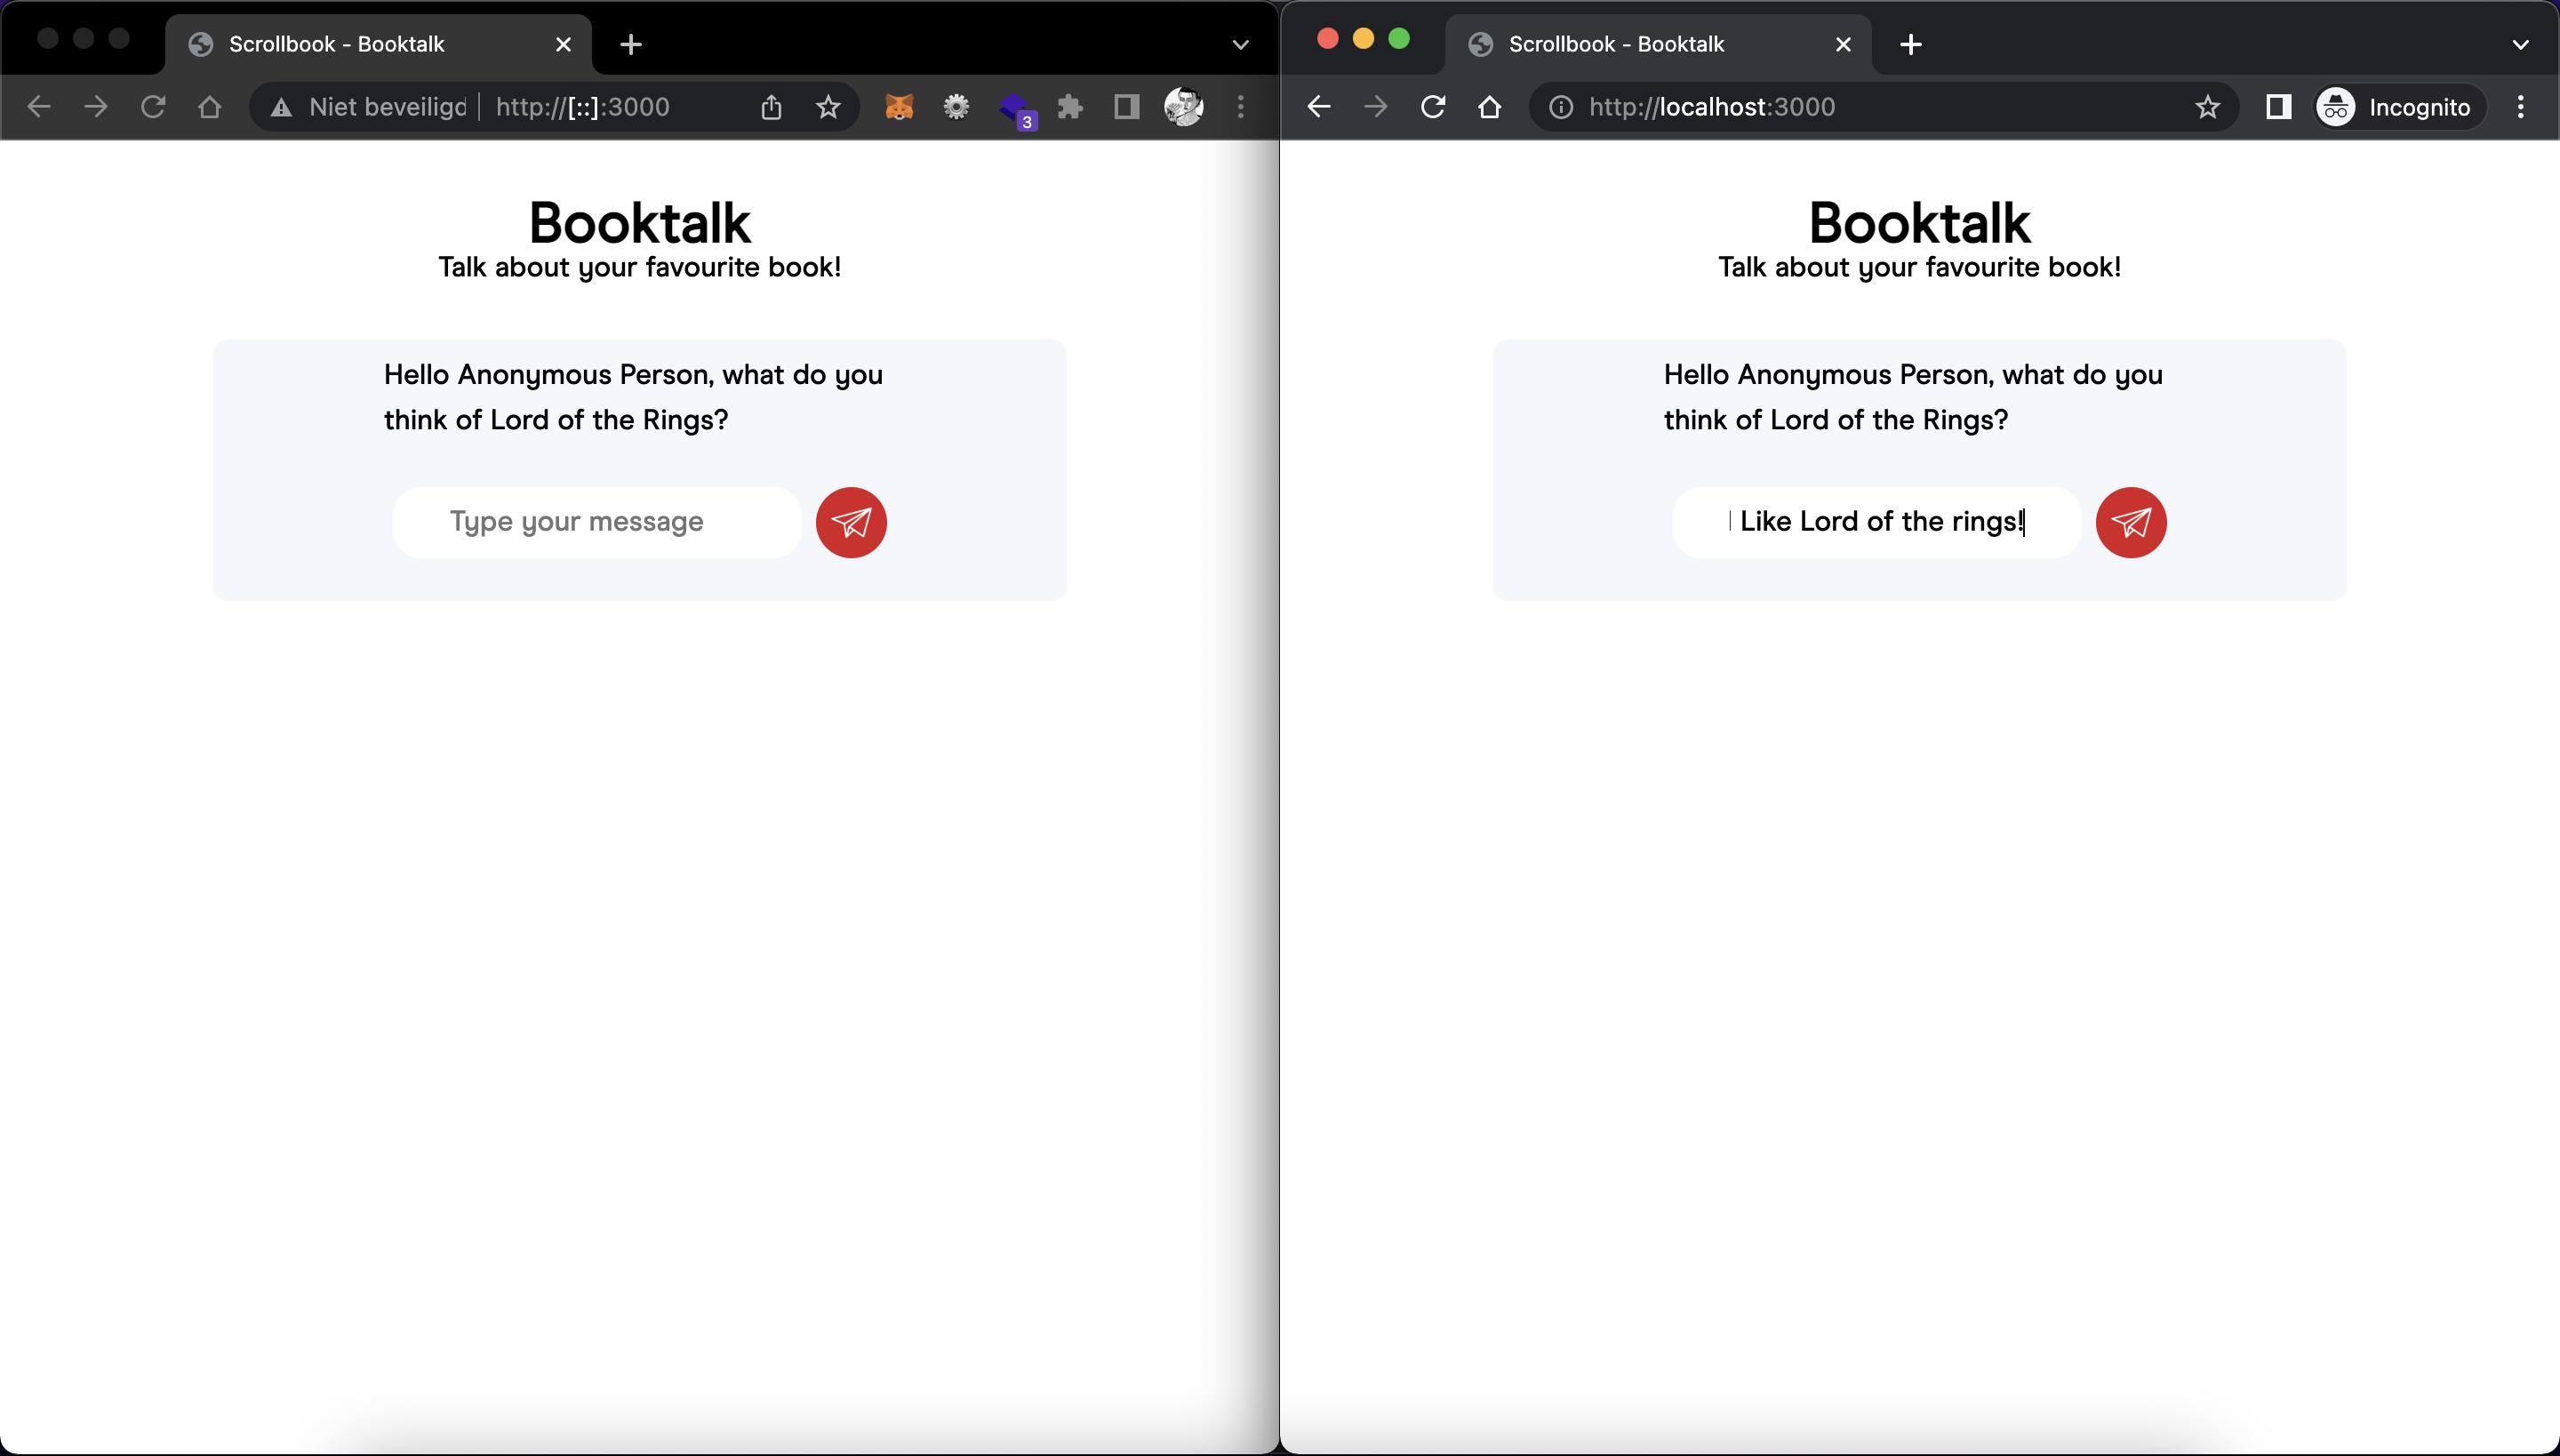 Scrollbook - Booktalk
Niet beveiligd
http://[::]:3000
3
Booktalk
Talk about your favourite book!
Hello Anonymous Person, what do you
think of Lord of the Rings?
Type your message
Scrollbook - Booktalk
http://localhost:3000
Incognito
Booktalk
Talk about your favourite book!
Hello Anonymous Person, what do you
think of Lord of the Rings?
I Like Lord of the rings!